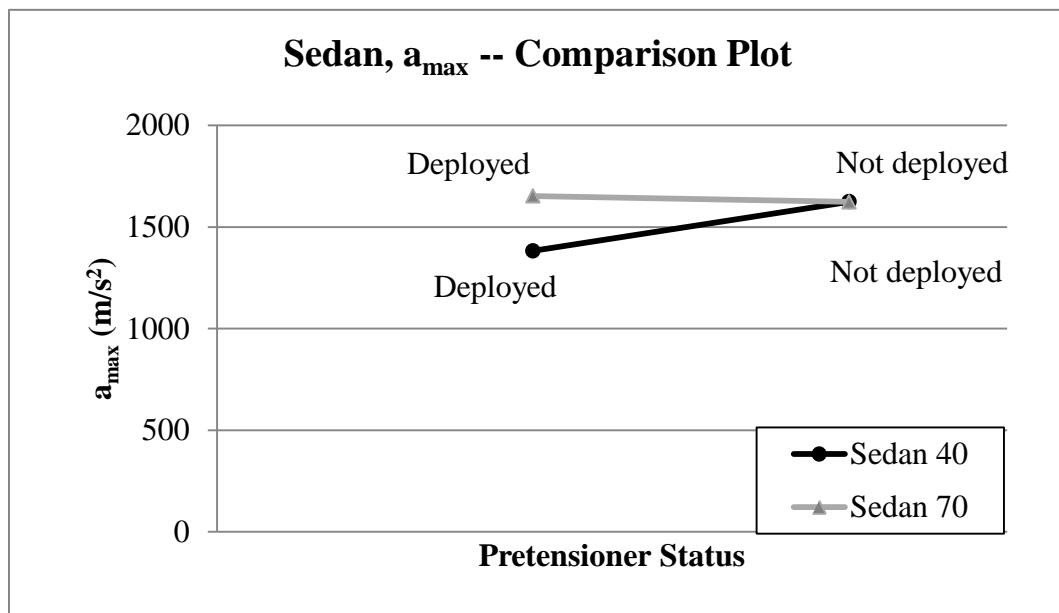 Sedan, amax -- Comparison Plot
2000
Deployed
Not deployed
1500
Deployed
Not deployed
1000
amax (m/s²)
500
Sedan 40
Sedan 70
0
Pretensioner Status